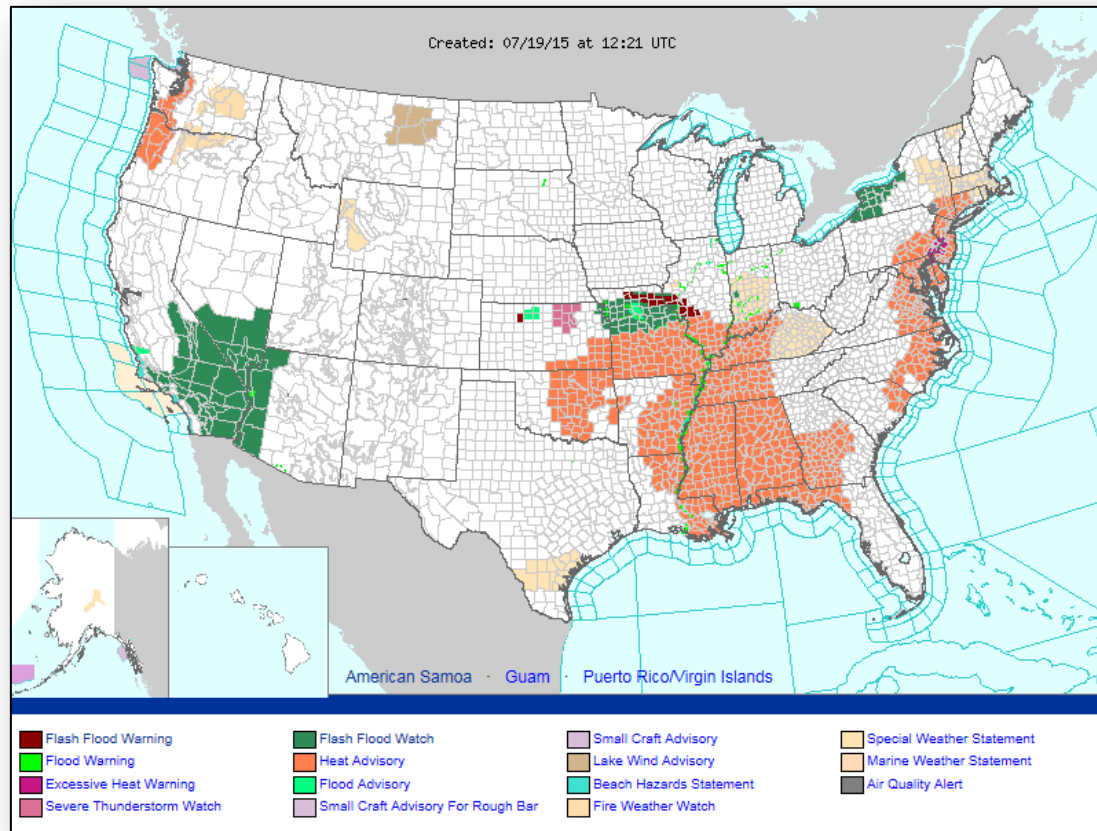 Created: 07/19/15 at 12:21 UTC
American Samoa · Guam · Puerto Rico/Virgin Islands
Flash Flood Warning
Flash Flood Watch
Small Craft Advisory
Special Weather Statement
Flood Warning
Heat Advisory
Lake Wind Advisory
Marine Weather Statement
Excessive Heat Warning
Flood Advisory
Beach Hazards Statement
Air Quality Alert
Severe Thunderstorm Watch
Small Craft Advisory For Rough Bar
Fire Weather Watch